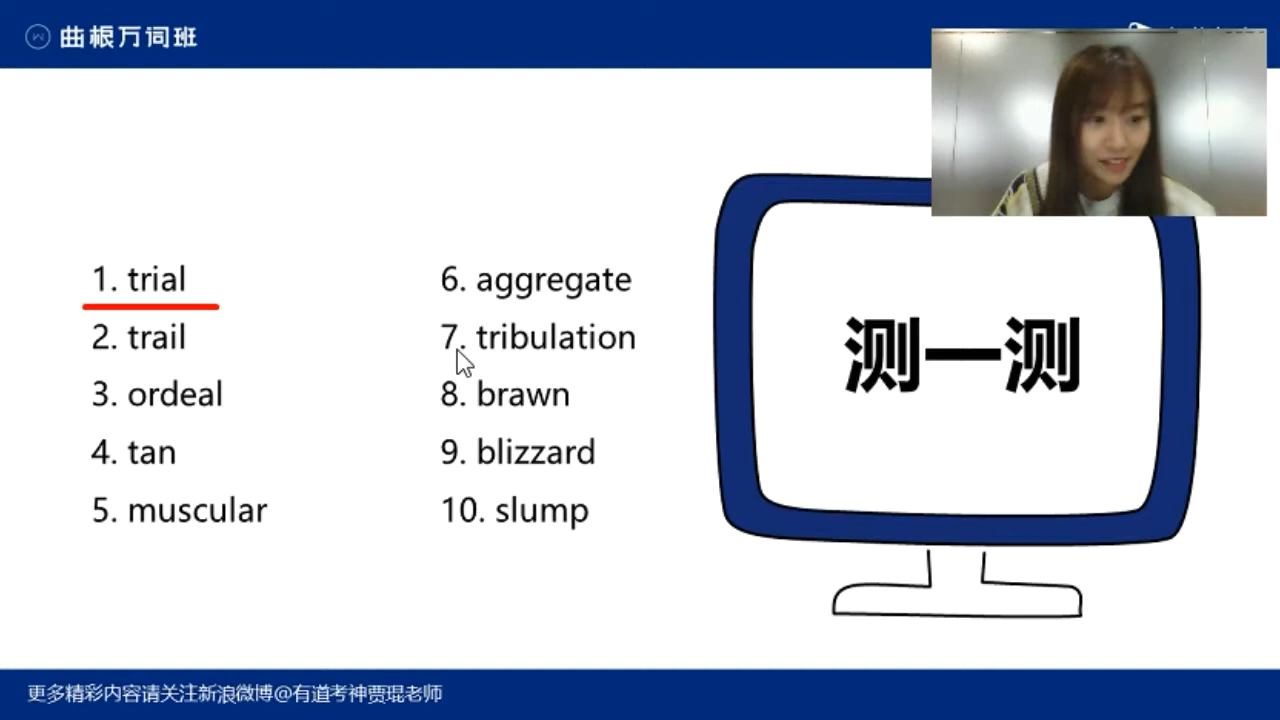 曲根万词班
1. trial
2. trail
3. ordeal
4. tan
5. muscular
6. aggregate
7. tribulation
8. brawn
9. blizzard
10. slump
测一测
更多精彩内容请关注新浪微博@有道考神贾琨老师